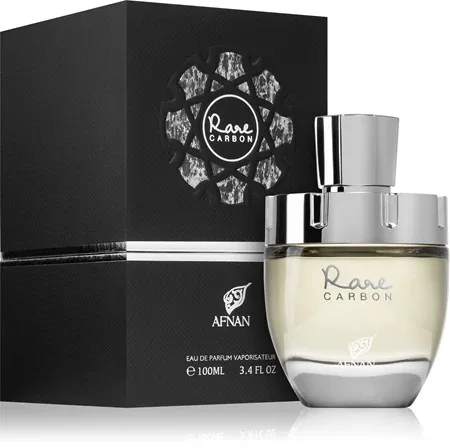 Rare
CARBON
AFNAN
EAU DE PARFUM VAPORISATEUR
℮ 100ML 3.4 FL OZ
Rare
CARBON
AFNAN